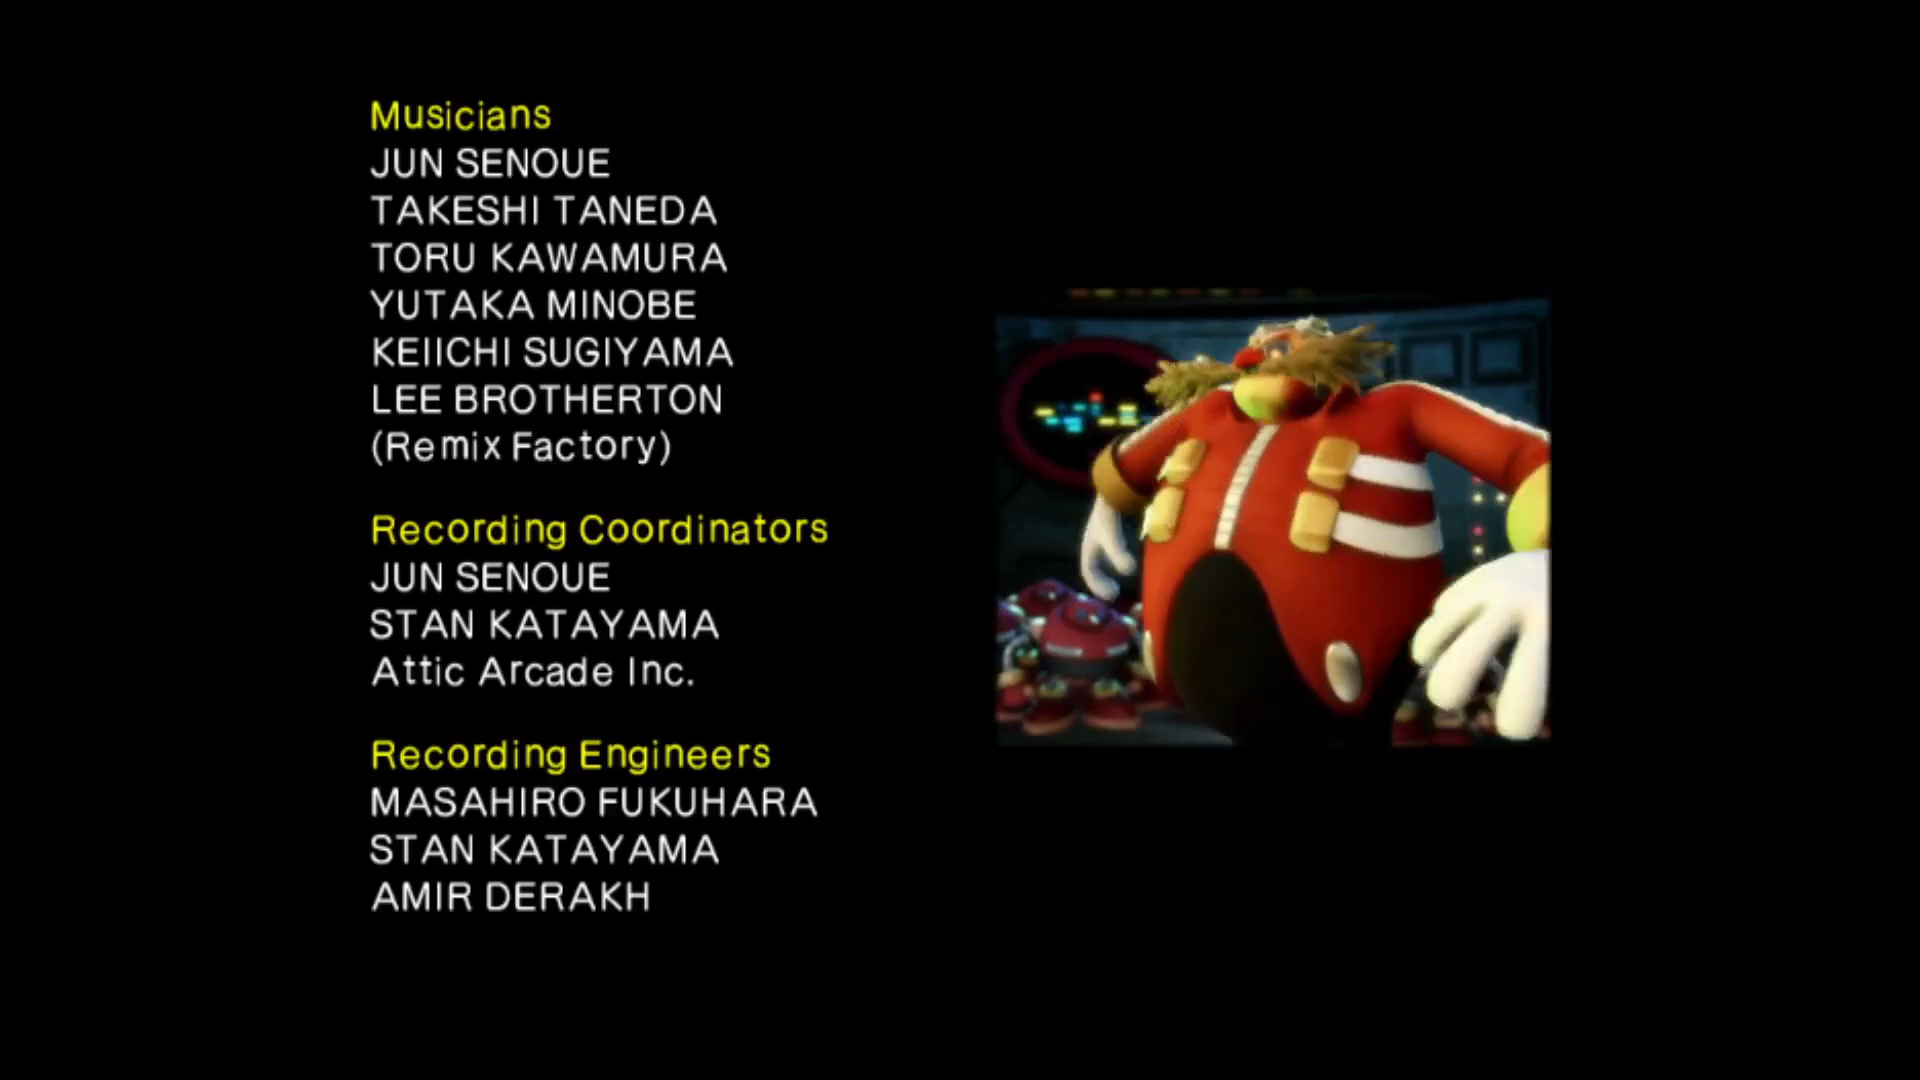 Musicians
JUN SENOUE
TAKESHI TANEDA
TORU KAWAMURA
YUTAKA MINOBE
KEIICHI SUGIYAMA
LEE BROTHERTON
(Remix Factory)
Recording Coordinators
JUN SENOUE
STAN KATAYAMA
Attic Arcade Inc.
Recording Engineers
MASAHIRO FUKUHARA
STAN KATAYAMA
AMIR DERAKH